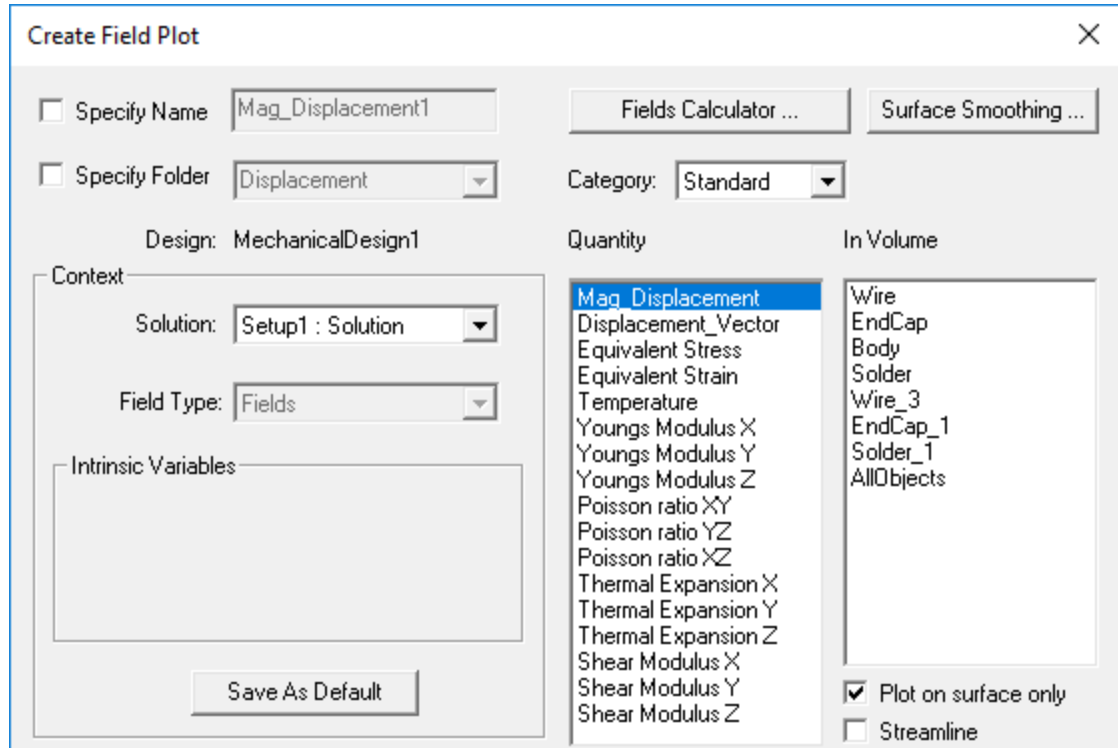 Create Field Plot
Specify Name
Mag_Displacement1
Fields Calculator ...
Surface Smoothing ...
Specify Folder
Displacement
Category:
Standard
Design:
MechanicalDesign1
Quantity
In Volume
Context
Solution:
Setup1 : Solution
Field Type:
Fields
Intrinsic Variables
Save As Default
Mag_Displacement
Displacement_Vector
Equivalent Stress
Equivalent Strain
Temperature
Youngs Modulus X
Youngs Modulus Y
Youngs Modulus Z
Poisson ratio XY
Poisson ratio YZ
Poisson ratio XZ
Thermal Expansion X
Thermal Expansion Y
Thermal Expansion Z
Shear Modulus X
Shear Modulus Y
Shear Modulus Z
Wire
EndCap
Body
Solder
Wire_3
EndCap_1
Solder_1
AllObjects
Plot on surface only
Streamline